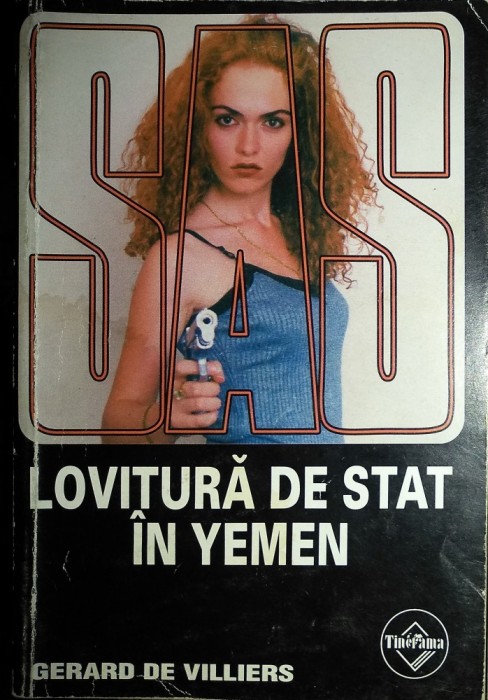 SAS
LOVITURĂ DE STAT
ÎN YEMEN
Tinerama
GERARD DE VILLIERS